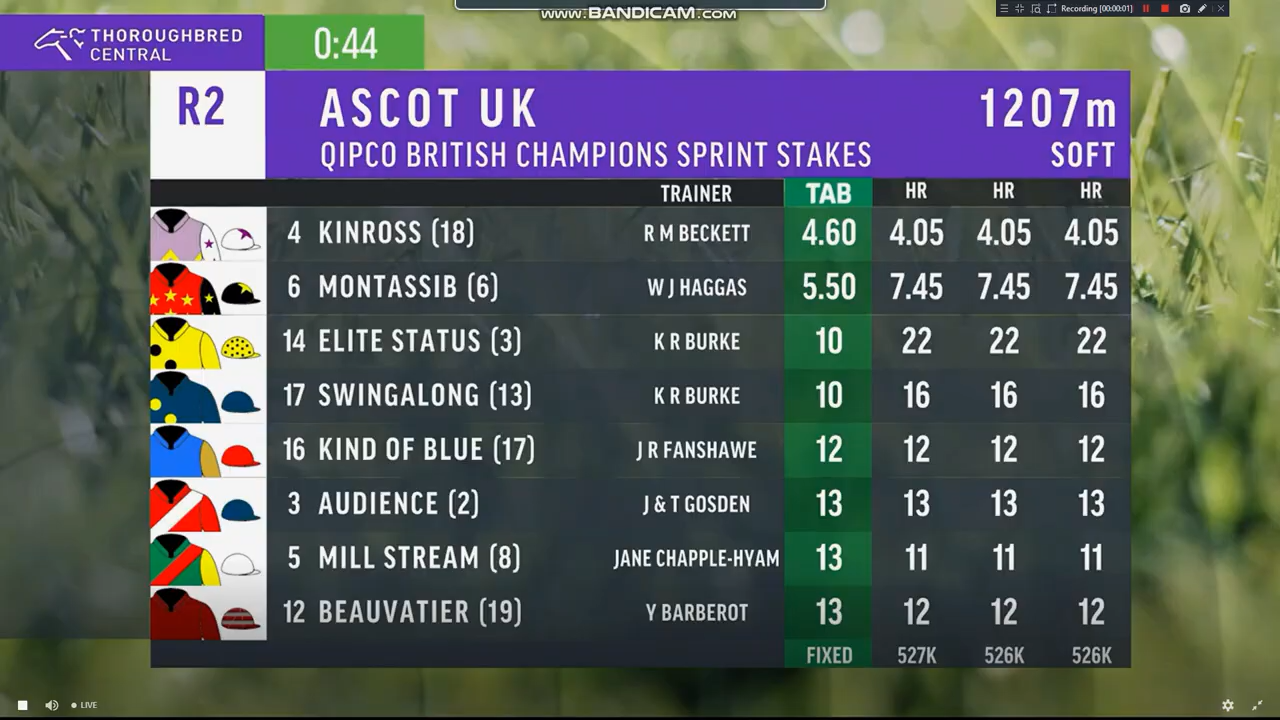 www.BANDICAM.com
Recording [00:00:01]
THOROUGHBRED
CENTRAL
0:44
R2
ASCOT UK
1207m
QIPCO BRITISH CHAMPIONS SPRINT STAKES
SOFT
TRAINER TAB HR HR HR
4 KINROSS (18) R M BECKETT 4.60 4.05 4.05 4.05
6 MONTASSIB (6) W J HAGGAS 5.50 7.45 7.45 7.45
14 ELITE STATUS (3) K R BURKE 10 22 22 22
17 SWINGALONG (13) K R BURKE 10 16 16 16
16 KIND OF BLUE (17) J R FANSHAWE 12 12 12 12
3 AUDIENCE (2) J & T GOSDEN 13 13 13 13
5 MILL STREAM (8) JANE CHAPPLE-HYAM 13 11 11 11
12 BEAUVATIER (19) Y BARBEROT 13 12 12 12
FIXED 527K 526K 526K
LIVE